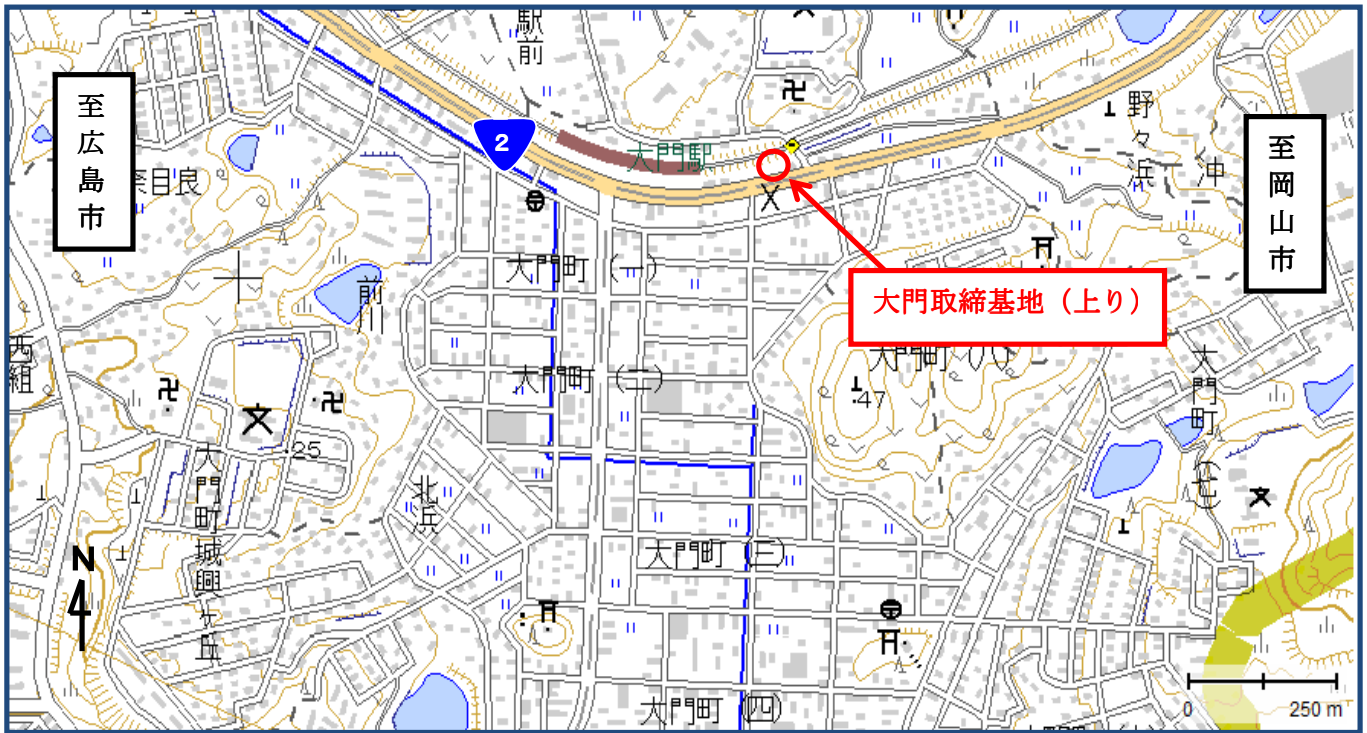 駅前
至広島市
2
大門駅
野々浜
沖
至岡山市
奈良目
前川
大門町(一)
大門取締基地（上り）
西組
大門町(二)
大門町(八)
47
大門町(七)
25
大門町城興ヶ丘
北浜
N
大門町(三)
大門町(四)
0
250 m